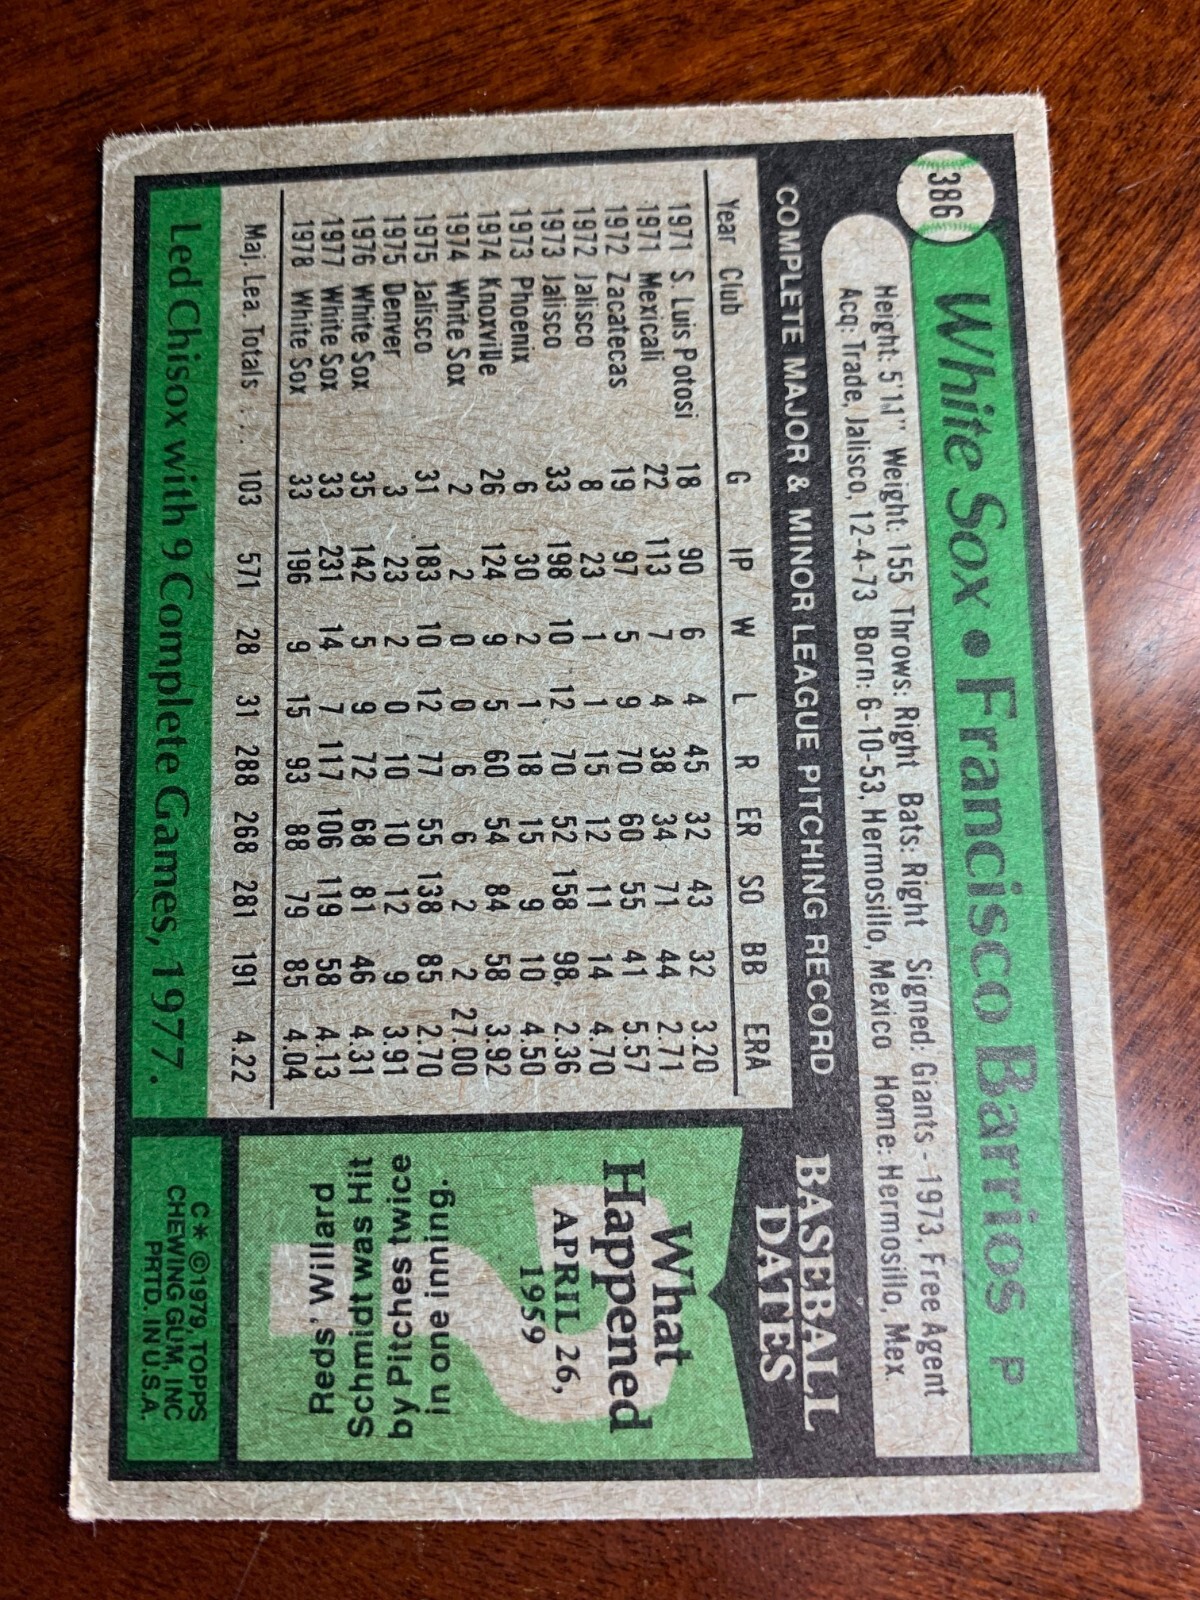 386
White Sox • Francisco Barrios P
Height: 5'11" Weight: 155 Throws: Right Bats: Right Signed: Giants - 1973. Free Agent
Acq: Trade, Jalisco, 12-4-73 Born: 6-10-53, Hermosillo, Mexico Home: Hermosillo, Mex.
COMPLETE MAJOR & MINOR LEAGUE PITCHING RECORD
Year Club G IP W L R ER SO BB ERA
1971 S. Luis Potosi 18 90 6 4 45 32 43 32 3.20
1971 Mexicali 22 113 7 4 38 34 71 44 2.71
1972 Zacatecas 19 97 5 9 70 60 55 41 5.57
1972 Jalisco 8 23 1 1 15 12 11 14 4.70
1973 Jalisco 33 198 10 12 70 52 158 98 2.36
1973 Phoenix 6 30 2 1 18 15 9 10 4.50
1974 Knoxville 26 124 9 5 60 54 84 58 3.92
1974 White Sox 2 2 0 0 6 6 2 2 27.00
1975 Jalisco 31 183 10 12 77 55 138 85 2.70
1975 Denver 3 23 2 0 10 10 12 9 3.91
1976 White Sox 35 142 5 9 72 68 81 46 4.31
1977 White Sox 33 231 14 7 117 106 119 58 4.13
1978 White Sox 33 196 9 15 93 88 79 85 4.04
Maj. Lea Totals .... 103 571 28 31 288 268 281 191 4.22
Led Chisox with 9 Complete Games, 1977.
BASEBALL
DATES
What
Happened
APRIL 26,
1959
?
Reds' Willard
Schmidt was Hit
by Pitches twice
in one inning.
C* ©1979, TOPPS
CHEWING GUM, INC
PRTD. IN U.S.A.